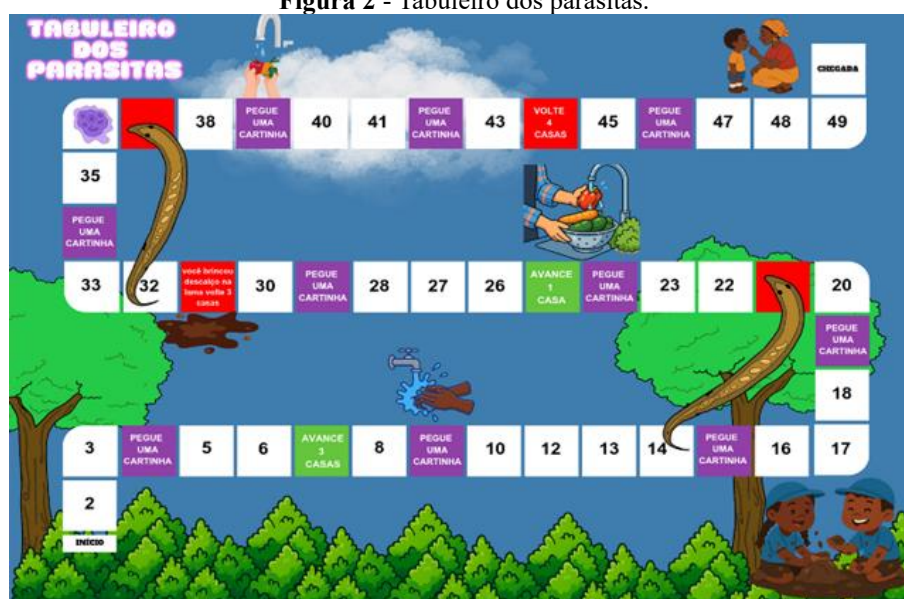 Figura 2 - Tabuleiro dos parasitas.
TABULEIRO
DOS
PARASITAS
CHEGADA
38
PEGUE
UMA
CARTINHA
40
41
PEGUE
UMA
CARTINHA
43
VOLTE
4
CASAS
45
PEGUE
UMA
CARTINHA
47
48
49
35
PEGUE
UMA
CARTINHA
33
32
você brincou
descalço na
lama volte 3
casas
30
PEGUE
UMA
CARTINHA
28
27
26
AVANCE
1
CASA
PEGUE
UMA
CARTINHA
23
22
20
PEGUE
UMA
CARTINHA
18
3
PEGUE
UMA
CARTINHA
5
6
AVANCE
3
CASAS
8
PEGUE
UMA
CARTINHA
10
12
13
14
PEGUE
UMA
CARTINHA
16
17
2
INÍCIO